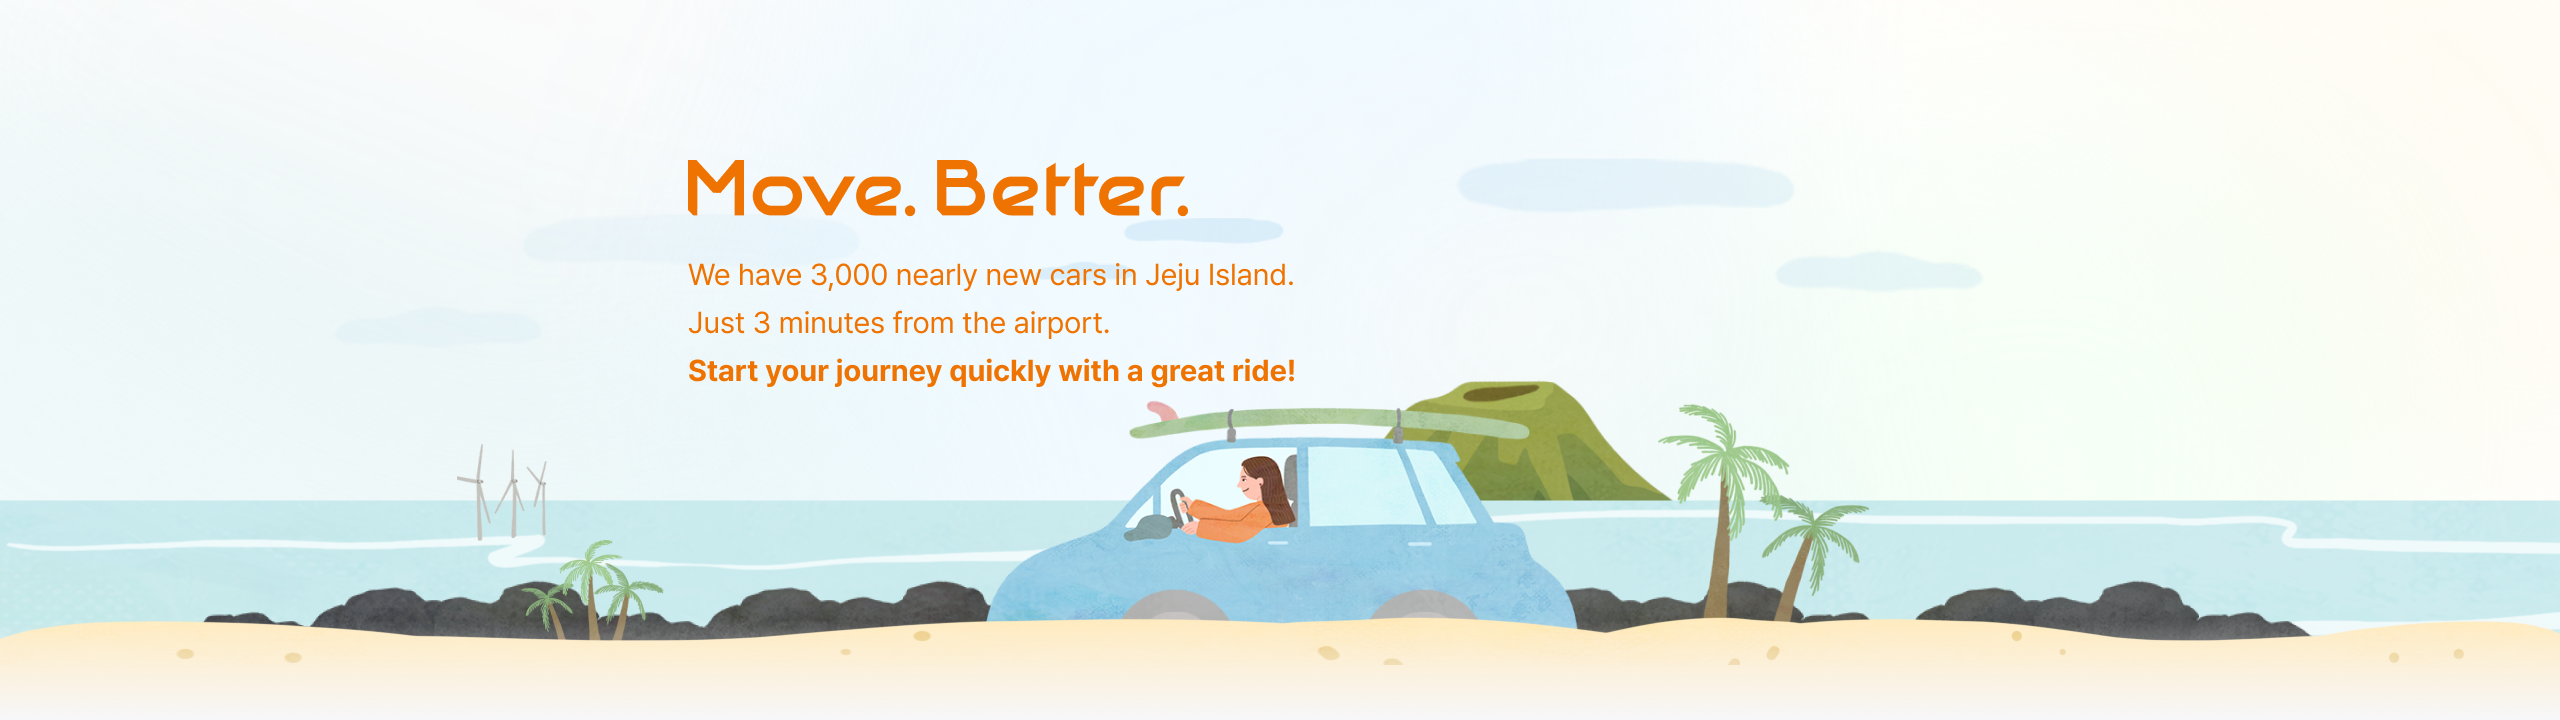 Move. Better.
We have 3,000 nearly new cars in Jeju Island.
Just 3 minutes from the airport.
Start your journey quickly with a great ride!